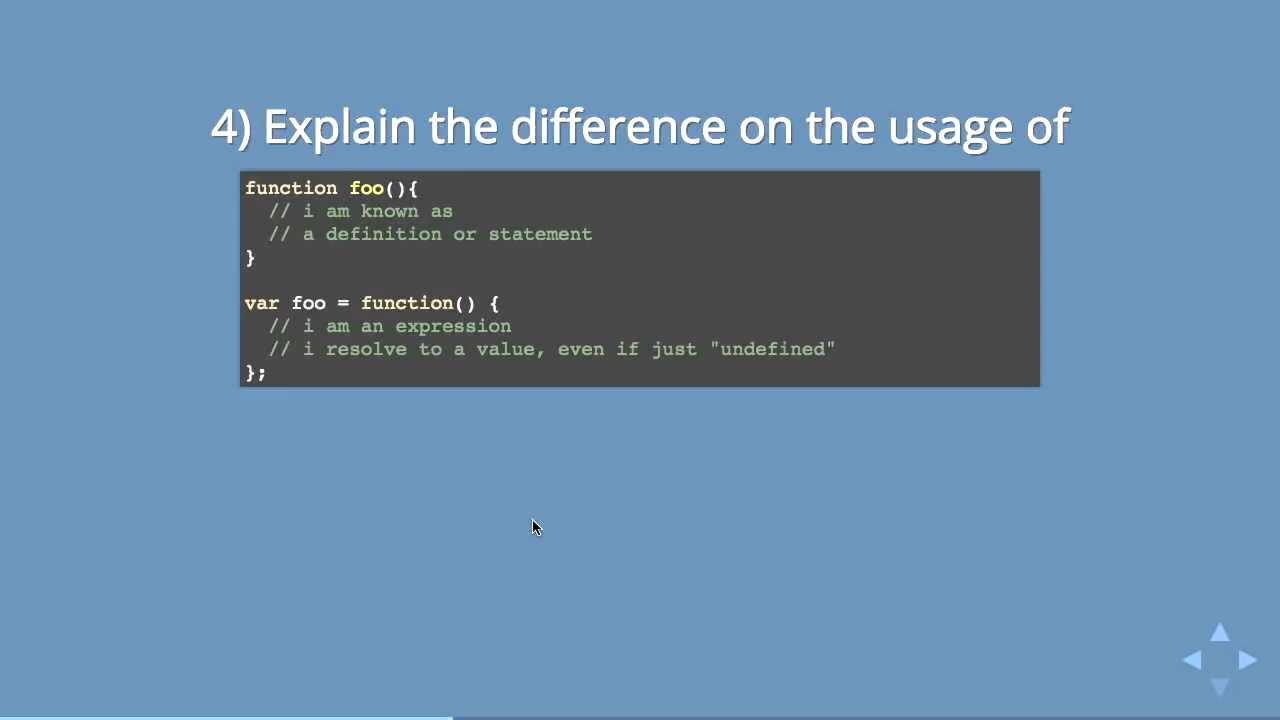 4) Explain the difference on the usage of
function foo(){
  // i am known as
  // a definition or statement
}
var foo = function() {
  // i am an expression
  // i resolve to a value, even if just "undefined"
};